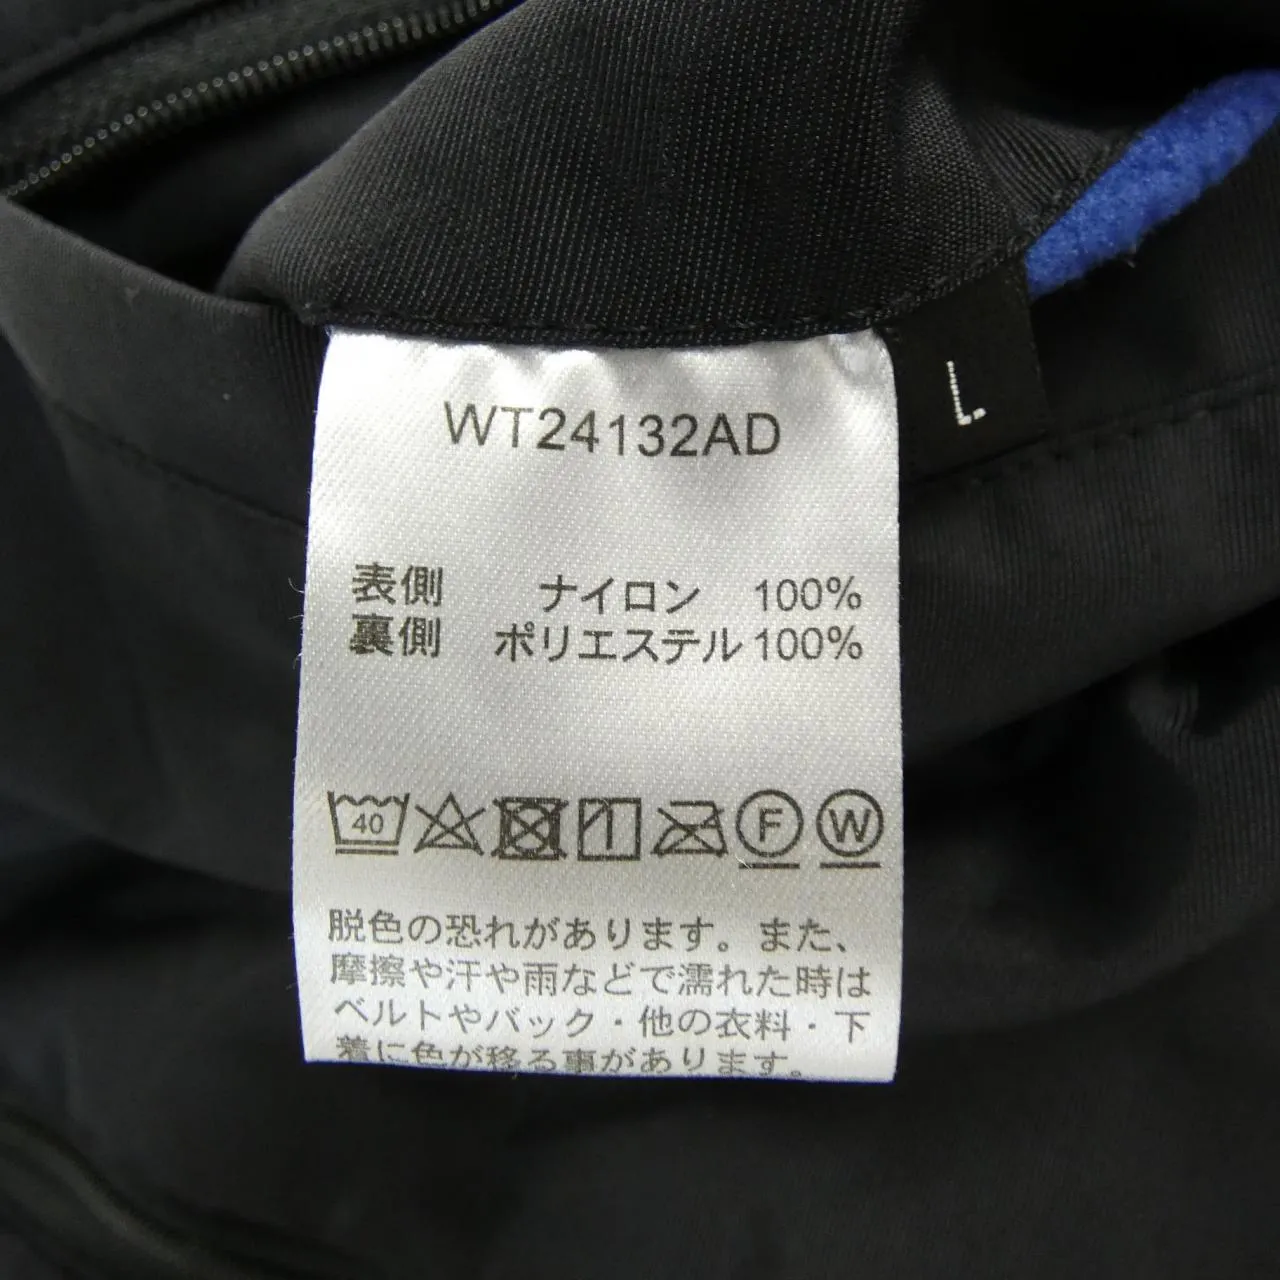 WT24132AD
L
表側 ナイロン 100%
裏側 ポリエステル 100%
40 F W
脱色の恐れがあります。また、
摩擦や汗や雨などで濡れた時は
ベルトやバック・他の衣料・下
着に色が移る事があります。